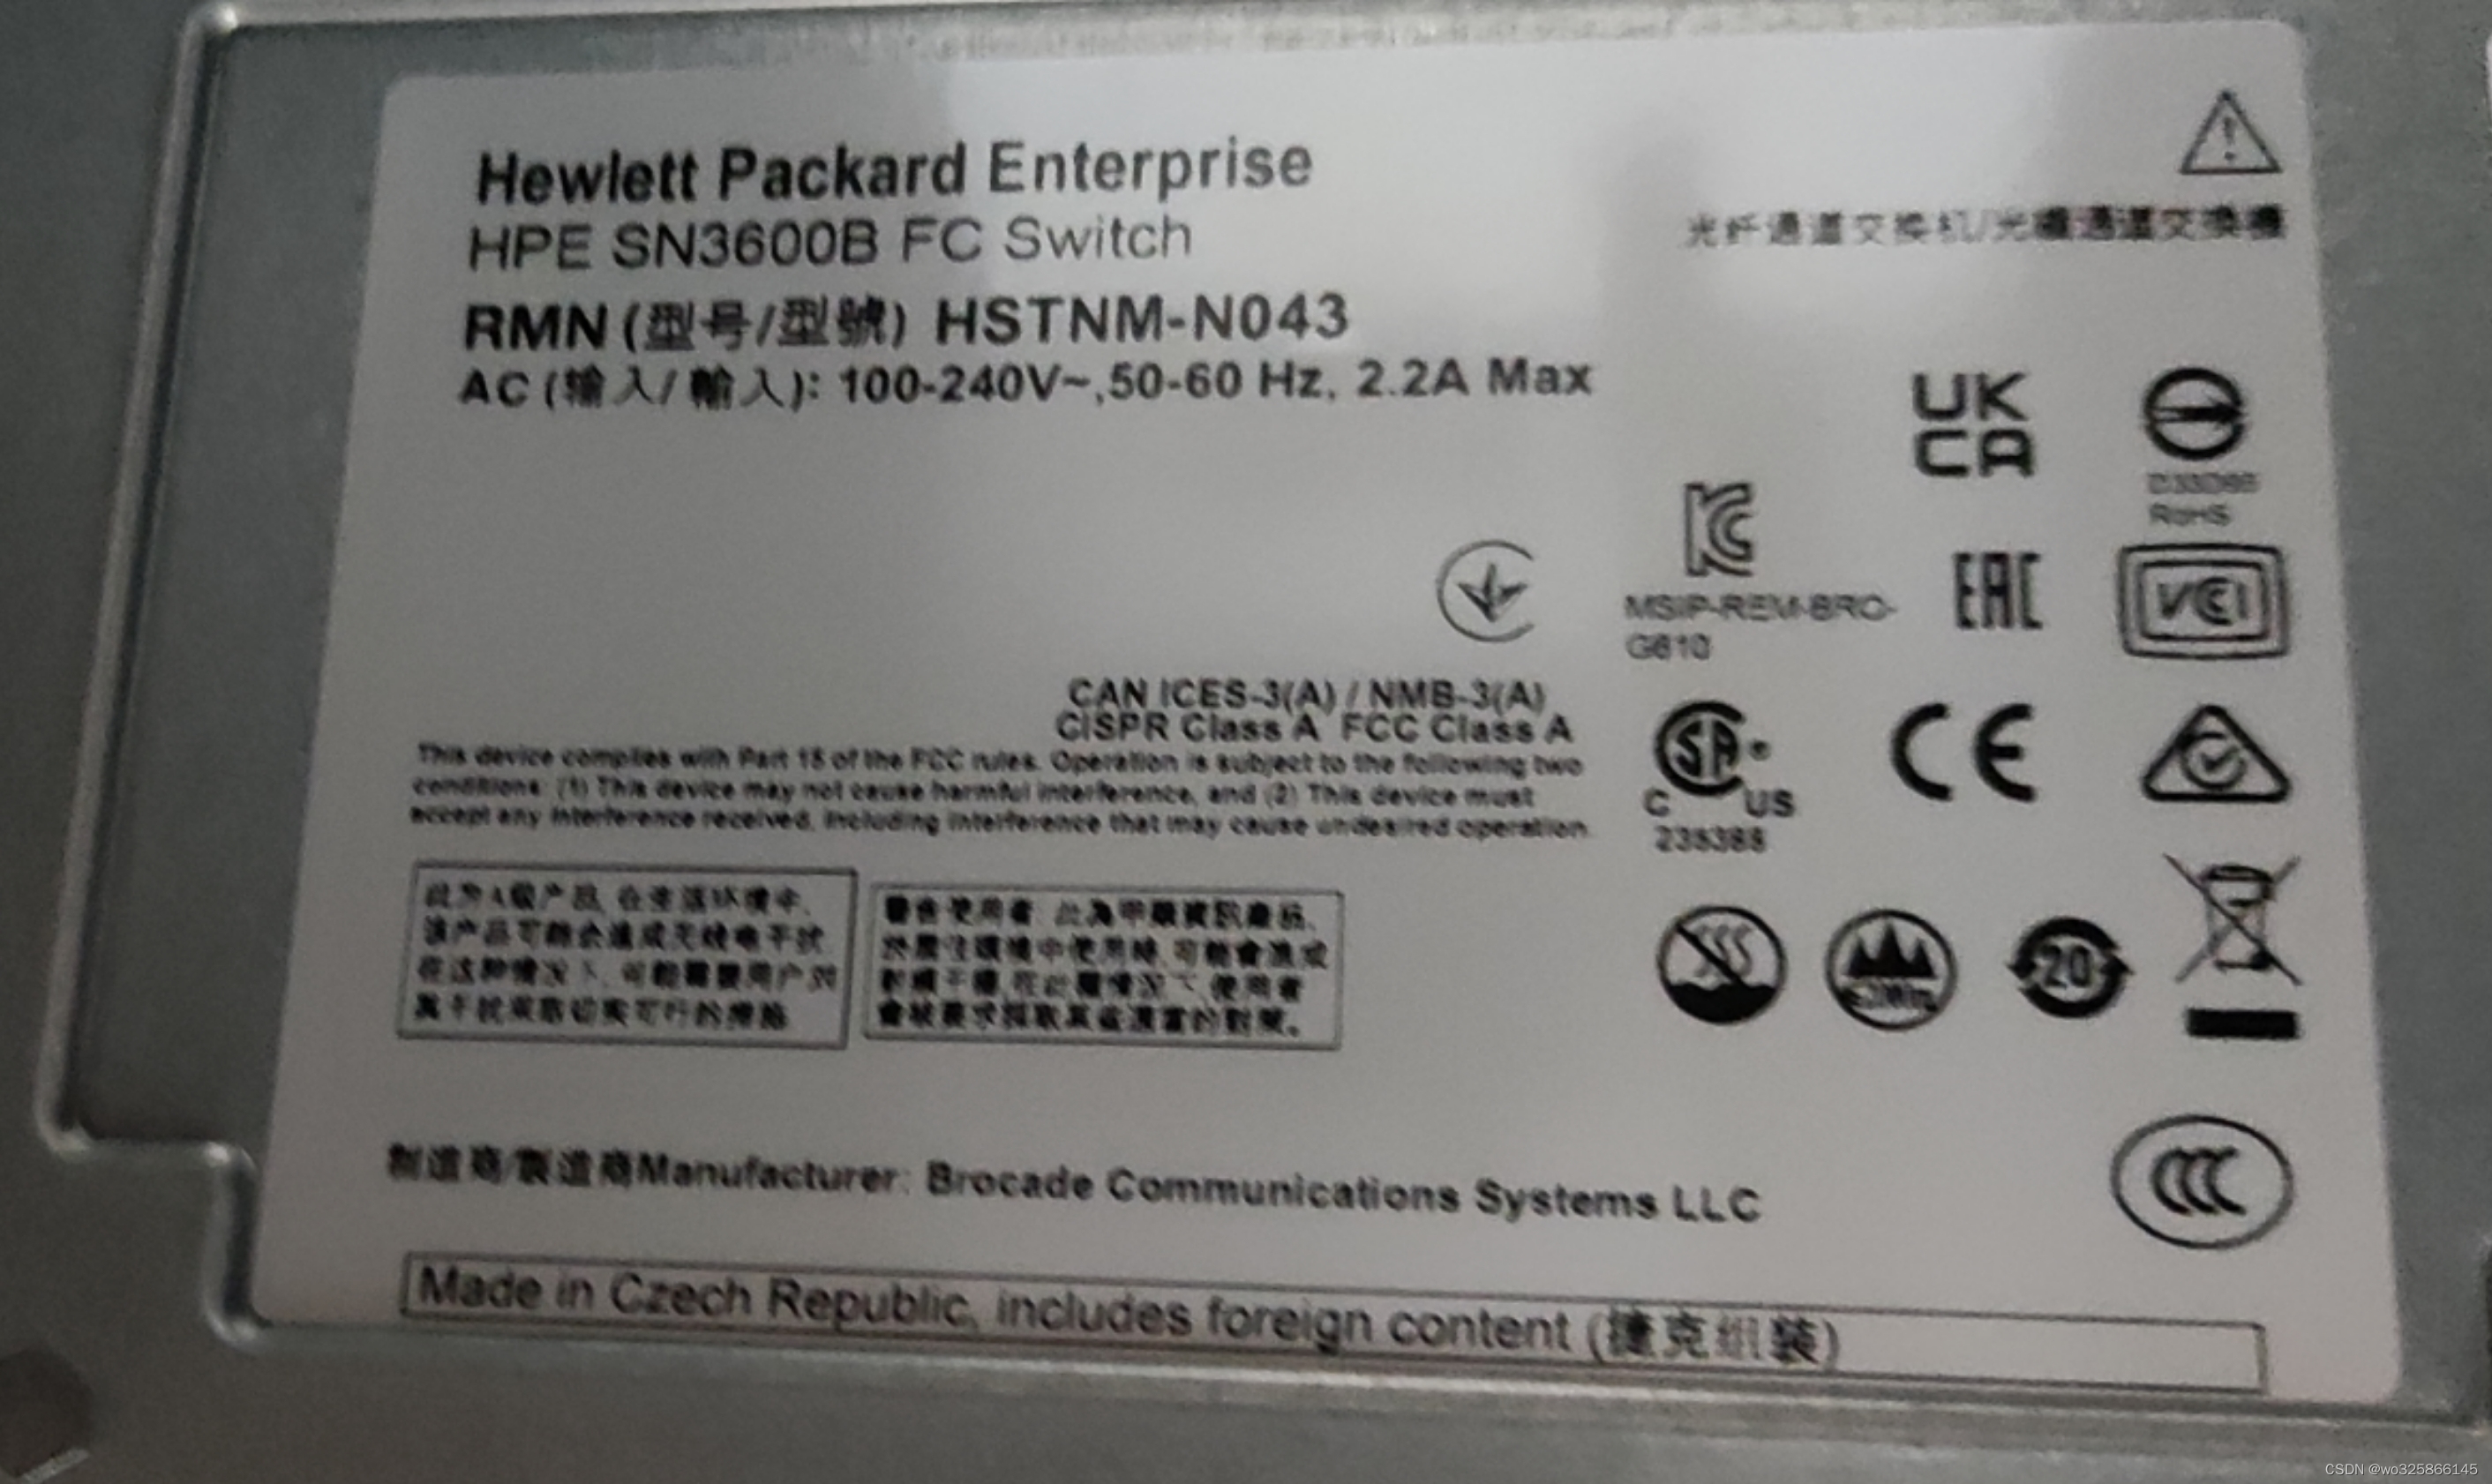 Hewlett Packard Enterprise
HPE SN3600B FC Switch
光纤通道交换机/光纖通道交換機
RMN (型号/型號) HSTNM-N043
AC (输入/輸入): 100-240V~,50-60 Hz, 2.2A Max
UK
CA
RoHS
MSIP-REM-BRO-
G610
EAC
VCI
CAN ICES-3(A) / NMB-3(A)
CISPR Class A FCC Class A
This device complies with Part 15 of the FCC rules. Operation is subject to the following two
conditions: (1) This device may not cause harmful interference, and (2) This device must
accept any interference received, including interference that may cause undesired operation
SA
C US
235388
CE
此为A级产品,在生活环境中,
该产品可能会造成无线电干扰
在这种情况下,可能需要用户对
其干扰采取切实可行的措施
警告使用者:此為甲類資訊產品,
於居住環境中使用時,可能會造成
射頻干擾,在此種情況下,使用者
會被要求採取某些適當的對策。
20
制造商/製造商Manufacturer: Brocade Communications Systems LLC
CCC
Made in Czech Republic, includes foreign content (捷克组装)
CSDN @wo325866145